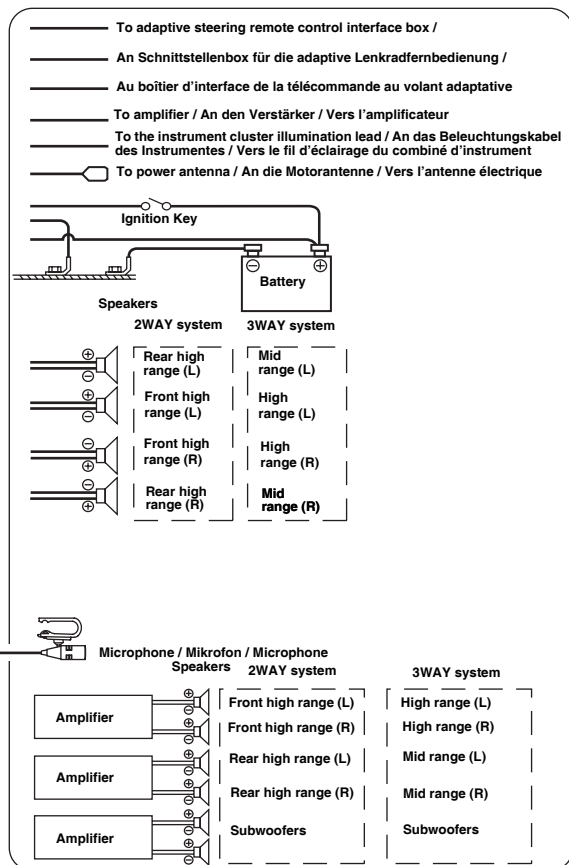 To adaptive steering remote control interface box /
An Schnittstellenbox für die adaptive Lenkradfernbedienung /
Au boîtier d'interface de la télécommande au volant adaptative
To amplifier / An den Verstärker / Vers l'amplificateur
To the instrument cluster illumination lead / An das Beleuchtungskabel
des Instrumentes / Vers le fil d'éclairage du combiné d'instrument
To power antenna / An die Motorantenne / Vers l'antenne électrique
Ignition Key
⊖ ⊕
Battery
Speakers
2WAY system 3WAY system
⊕ ⊖ Rear high range (L) Mid range (L)
⊕ ⊖ Front high range (L) High range (L)
⊖ ⊕ Front high range (R) High range (R)
⊖ ⊕ Rear high range (R) Mid range (R)
Microphone / Mikrofon / Microphone
Speakers 2WAY system 3WAY system
Amplifier
⊕ ⊖ Front high range (L) High range (L)
⊕ ⊖ Front high range (R) High range (R)
Amplifier
⊕ ⊖ Rear high range (L) Mid range (L)
⊕ ⊖ Rear high range (R) Mid range (R)
Amplifier
⊕ ⊖ Subwoofers Subwoofers
⊕ ⊖